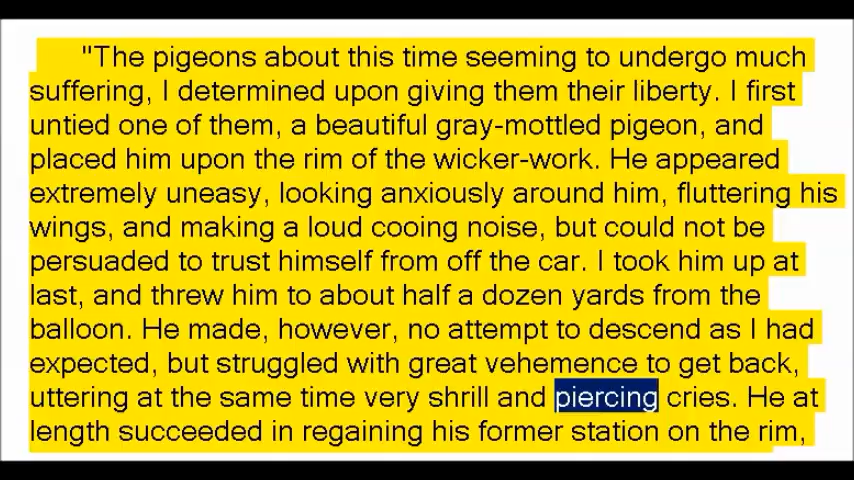 "The pigeons about this time seeming to undergo much
suffering, I determined upon giving them their liberty. I first
untied one of them, a beautiful gray-mottled pigeon, and
placed him upon the rim of the wicker-work. He appeared
extremely uneasy, looking anxiously around him, fluttering his
wings, and making a loud cooing noise, but could not be
persuaded to trust himself from off the car. I took him up at
last, and threw him to about half a dozen yards from the
balloon. He made, however, no attempt to descend as I had
expected, but struggled with great vehemence to get back,
uttering at the same time very shrill and piercing cries. He at
length succeeded in regaining his former station on the rim,